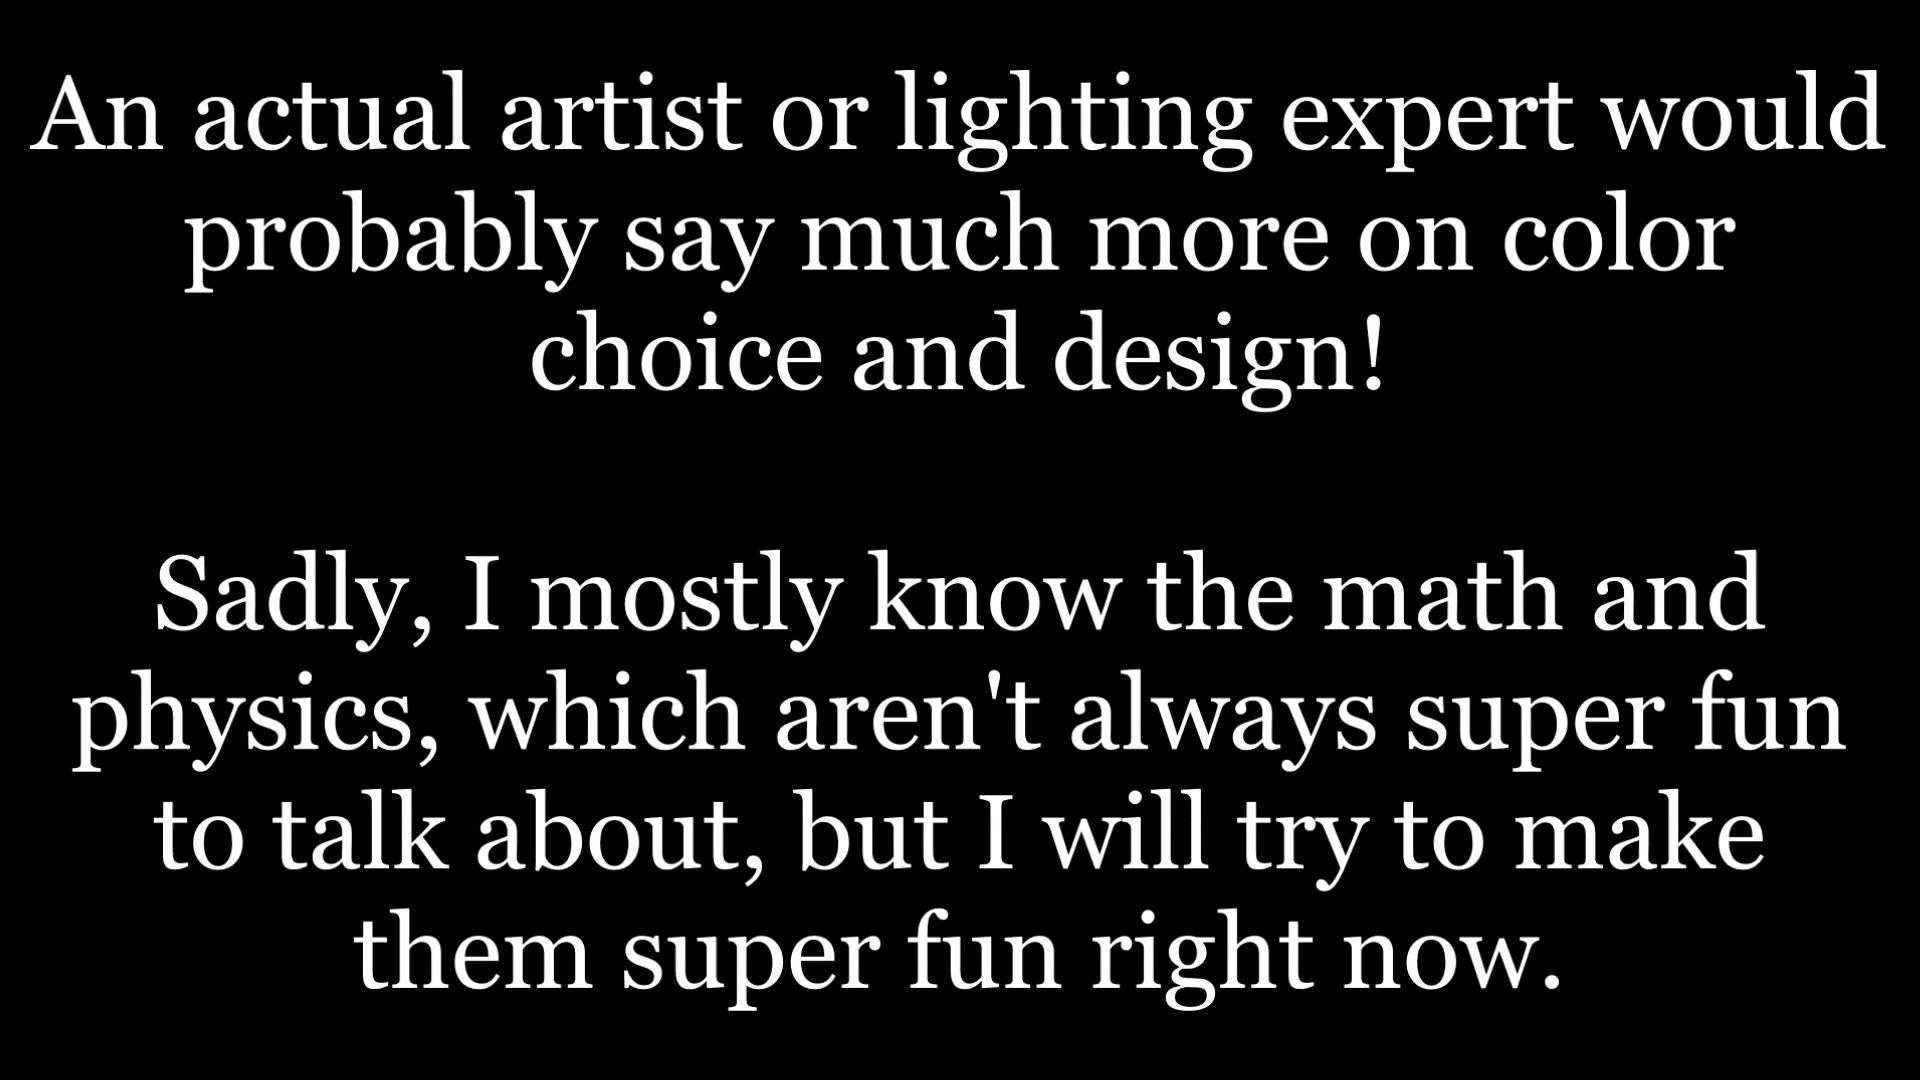 An actual artist or lighting expert would
probably say much more on color
choice and design!
Sadly, I mostly know the math and
physics, which aren't always super fun
to talk about, but I will try to make
them super fun right now.